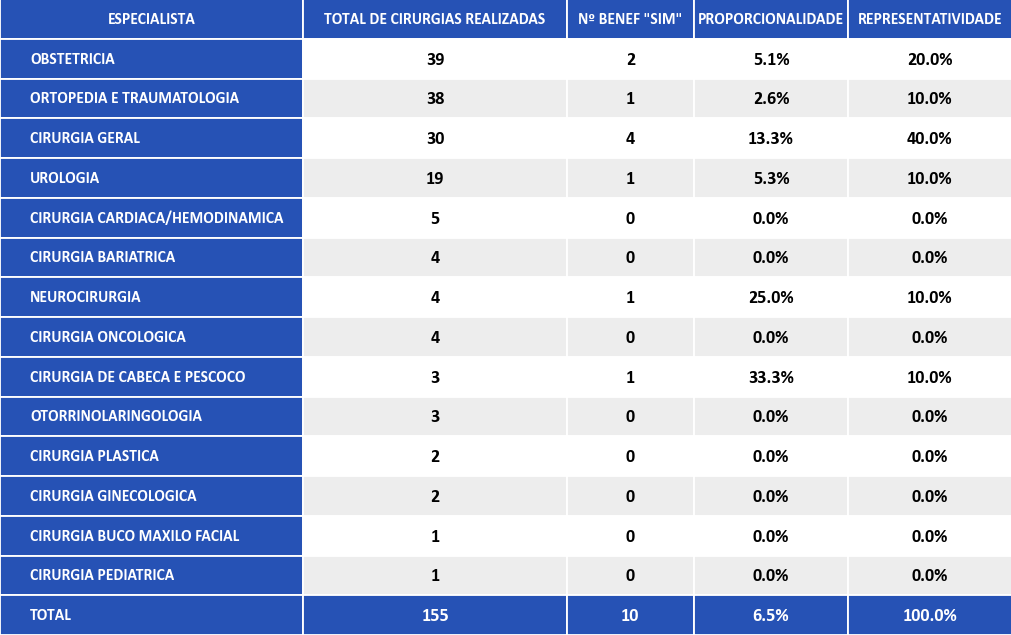 ESPECIALISTA TOTAL DE CIRURGIAS REALIZADAS Nº BENEF "SIM" PROPORCIONALIDADE REPRESENTATIVIDADE
OBSTETRICIA 39 2 5.1% 20.0%
ORTOPEDIA E TRAUMATOLOGIA 38 1 2.6% 10.0%
CIRURGIA GERAL 30 4 13.3% 40.0%
UROLOGIA 19 1 5.3% 10.0%
CIRURGIA CARDIACA/HEMODINAMICA 5 0 0.0% 0.0%
CIRURGIA BARIATRICA 4 0 0.0% 0.0%
NEUROCIRURGIA 4 1 25.0% 10.0%
CIRURGIA ONCOLOGICA 4 0 0.0% 0.0%
CIRURGIA DE CABECA E PESCOCO 3 1 33.3% 10.0%
OTORRINOLARINGOLOGIA 3 0 0.0% 0.0%
CIRURGIA PLASTICA 2 0 0.0% 0.0%
CIRURGIA GINECOLOGICA 2 0 0.0% 0.0%
CIRURGIA BUCO MAXILO FACIAL 1 0 0.0% 0.0%
CIRURGIA PEDIATRICA 1 0 0.0% 0.0%
TOTAL 155 10 6.5% 100.0%